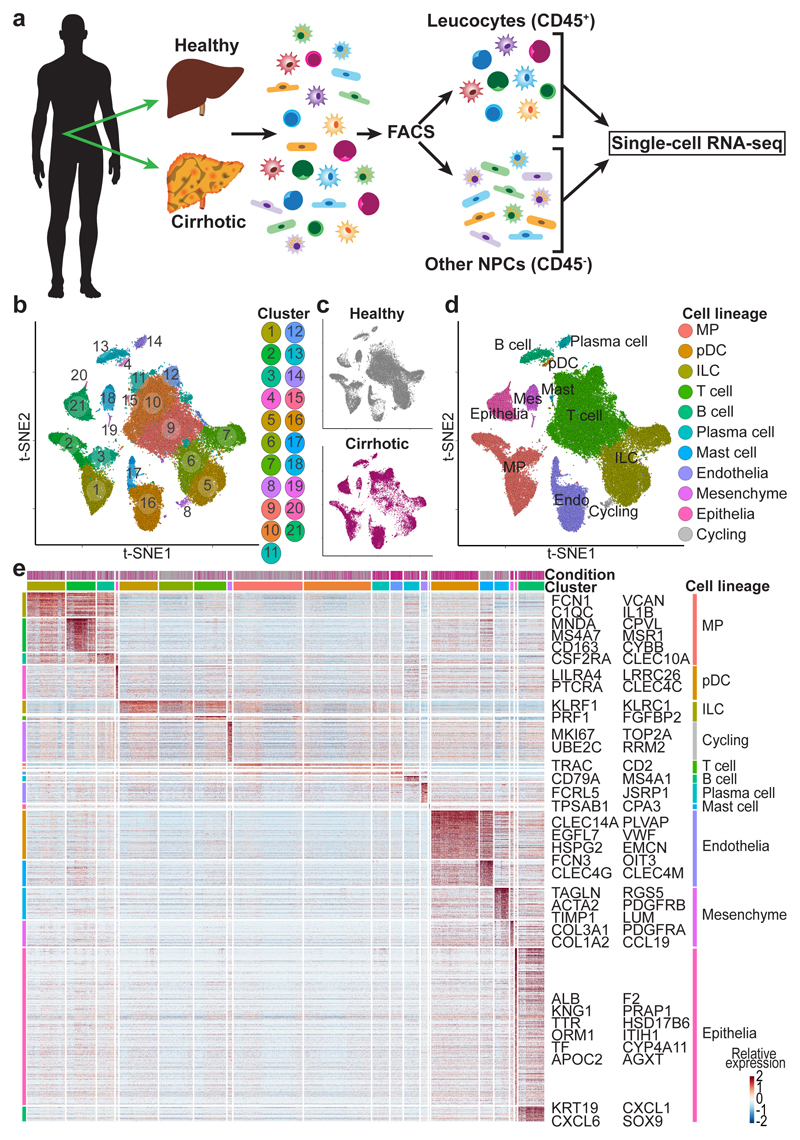 a
Healthy
Cirrhotic
FACS
Leucocytes (CD45+)
Other NPCs (CD45-)
Single-cell RNA-seq
b
t-SNE2
t-SNE1
13
14
4
11
12
20
21
18
15
10
19
9
7
2
3
17
6
1
16
5
8
Cluster
1 12
2 13
3 14
4 15
5 16
6 17
7 18
8 19
9 20
10 21
11
c
Healthy
Cirrhotic
d
t-SNE2
t-SNE1
B cell
Plasma cell
pDC
Mast
Mes
Epithelia
T cell
MP
ILC
Endo
Cycling
Cell lineage
MP
pDC
ILC
T cell
B cell
Plasma cell
Mast cell
Endothelia
Mesenchyme
Epithelia
Cycling
e
Condition
Cluster
Cell lineage
FCN1 VCAN
C1QC IL1B
MNDA CPVL
MS4A7 MSR1
CD163 CYBB
CSF2RA CLEC10A
MP
LILRA4 LRRC26
PTCRA CLEC4C
pDC
KLRF1 KLRC1
PRF1 FGFBP2
ILC
MKI67 TOP2A
UBE2C RRM2
Cycling
TRAC CD2
T cell
CD79A MS4A1
B cell
FCRL5 JSRP1
Plasma cell
TPSAB1 CPA3
Mast cell
CLEC14A PLVAP
EGFL7 VWF
HSPG2 EMCN
FCN3 OIT3
CLEC4G CLEC4M
Endothelia
TAGLN RGS5
ACTA2 PDGFRB
TIMP1 LUM
COL3A1 PDGFRA
COL1A2 CCL19
Mesenchyme
ALB F2
KNG1 PRAP1
TTR HSD17B6
ORM1 ITIH1
TF CYP4A11
APOC2 AGXT
KRT19 CXCL1
CXCL6 SOX9
Epithelia
Relative
expression
2
1
0
-1
-2